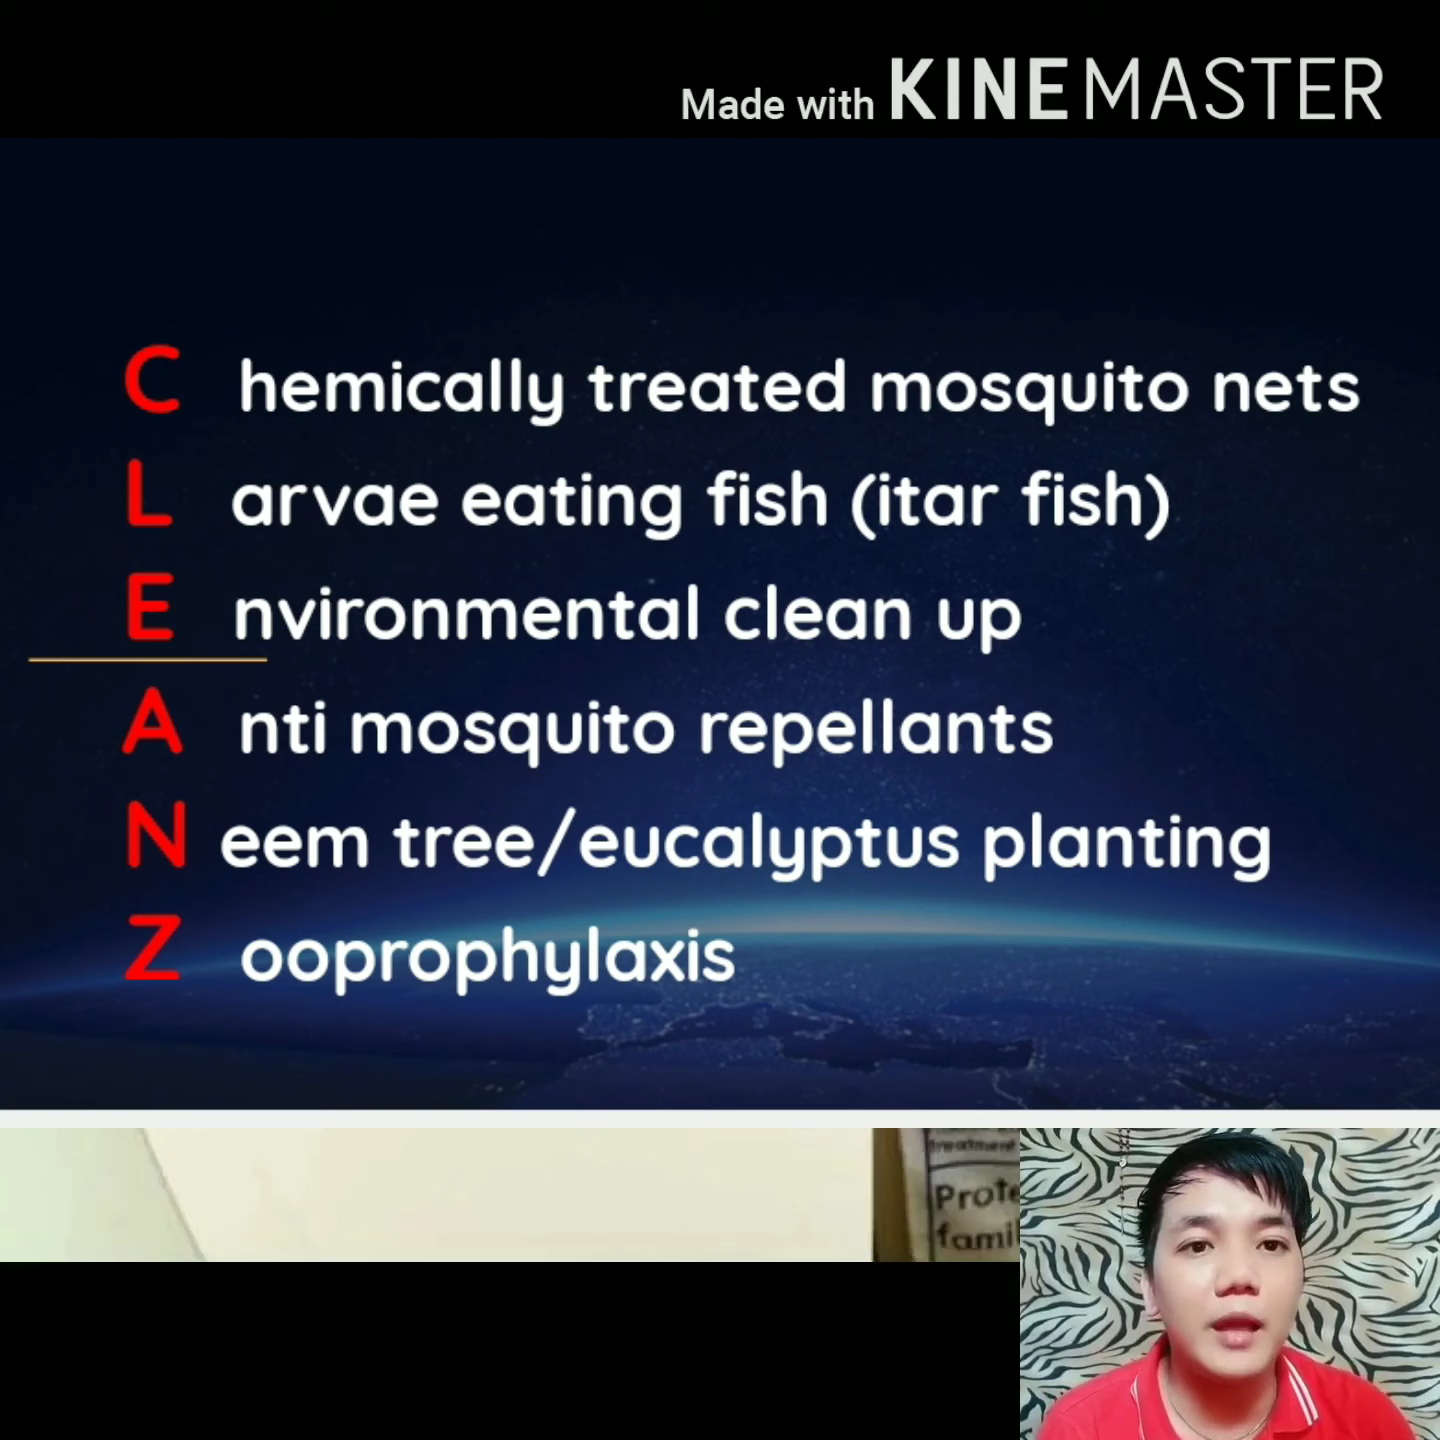 Made with KINEMASTER
C hemically treated mosquito nets
L arvae eating fish (itar fish)
E nvironmental clean up
A nti mosquito repellants
N eem tree/eucalyptus planting
Z ooprophylaxis
treatment